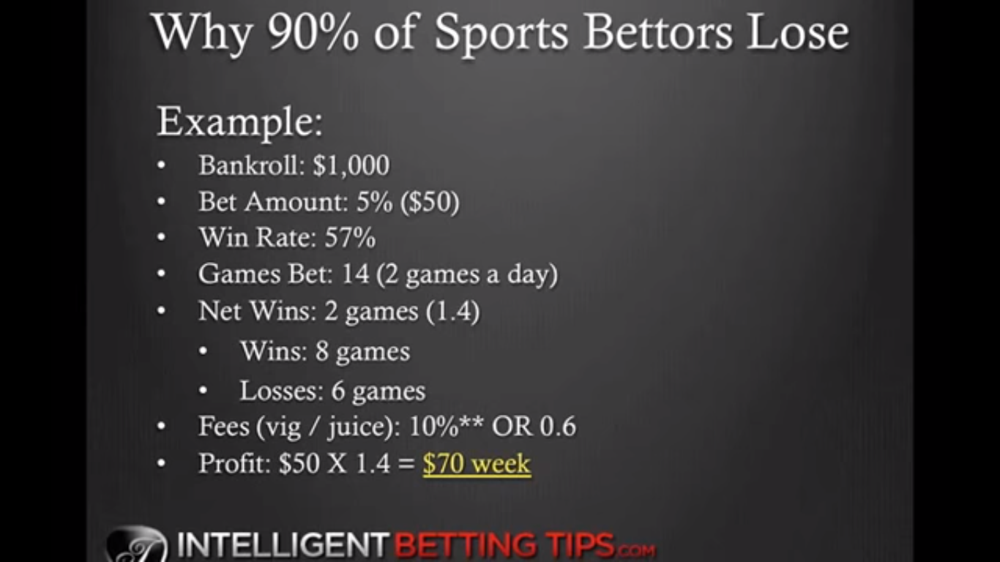 Why 90% of Sports Bettors Lose
Example:
• Bankroll: $1,000
• Bet Amount: 5% ($50)
• Win Rate: 57%
• Games Bet: 14 (2 games a day)
• Net Wins: 2 games (1.4)
• Wins: 8 games
• Losses: 6 games
• Fees (vig / juice): 10%** OR 0.6
• Profit: $50 X 1.4 = $70 week
INTELLIGENT BETTING TIPS.COM